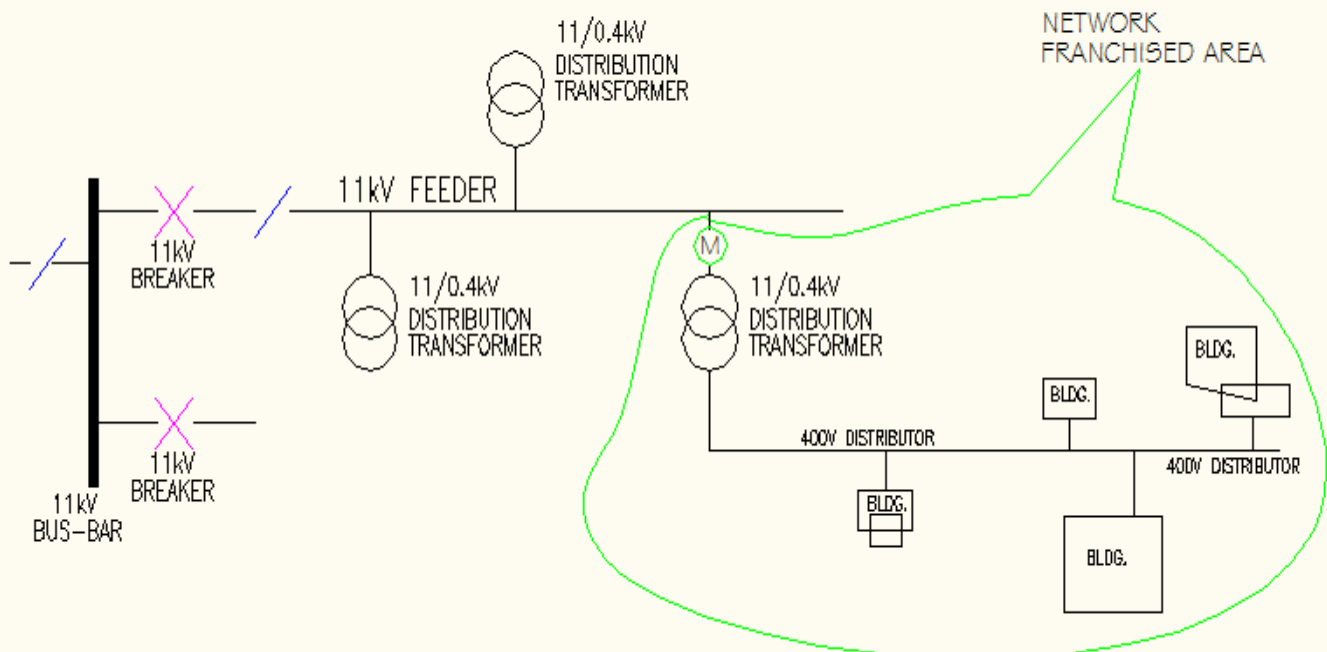 11/0.4kV
DISTRIBUTION
TRANSFORMER
NETWORK
FRANCHISED AREA
11kV FEEDER
11kV
BREAKER
M
11/0.4kV
DISTRIBUTION
TRANSFORMER
11/0.4kV
DISTRIBUTION
TRANSFORMER
BLDG.
BLDG.
400V DISTRIBUTOR
400V DISTRIBUTOR
11kV
BREAKER
11kV
BUS-BAR
BLDG.
BLDG.